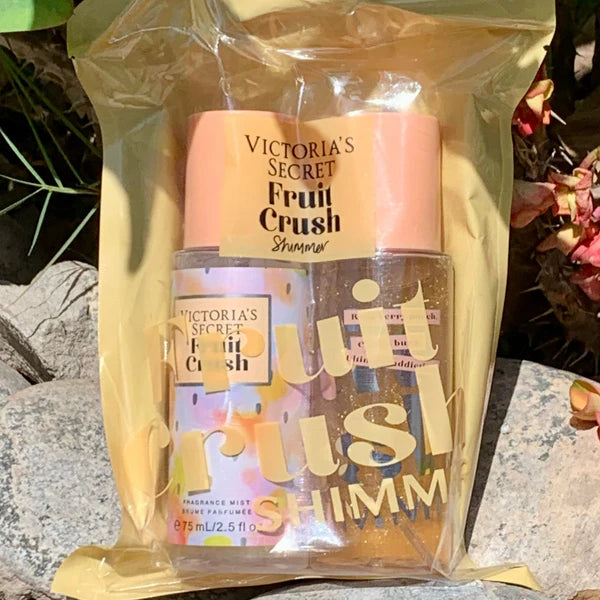 VICTORIA'S
SECRET
Fruit
Crush
Shimmer
VICTORIA'S
SECRET
Fruit
Crush
fruit
crush
SHIMM
FRAGRANCE MIST
BRUME PARFUMÉE
e 75 mL/2.5 fl o